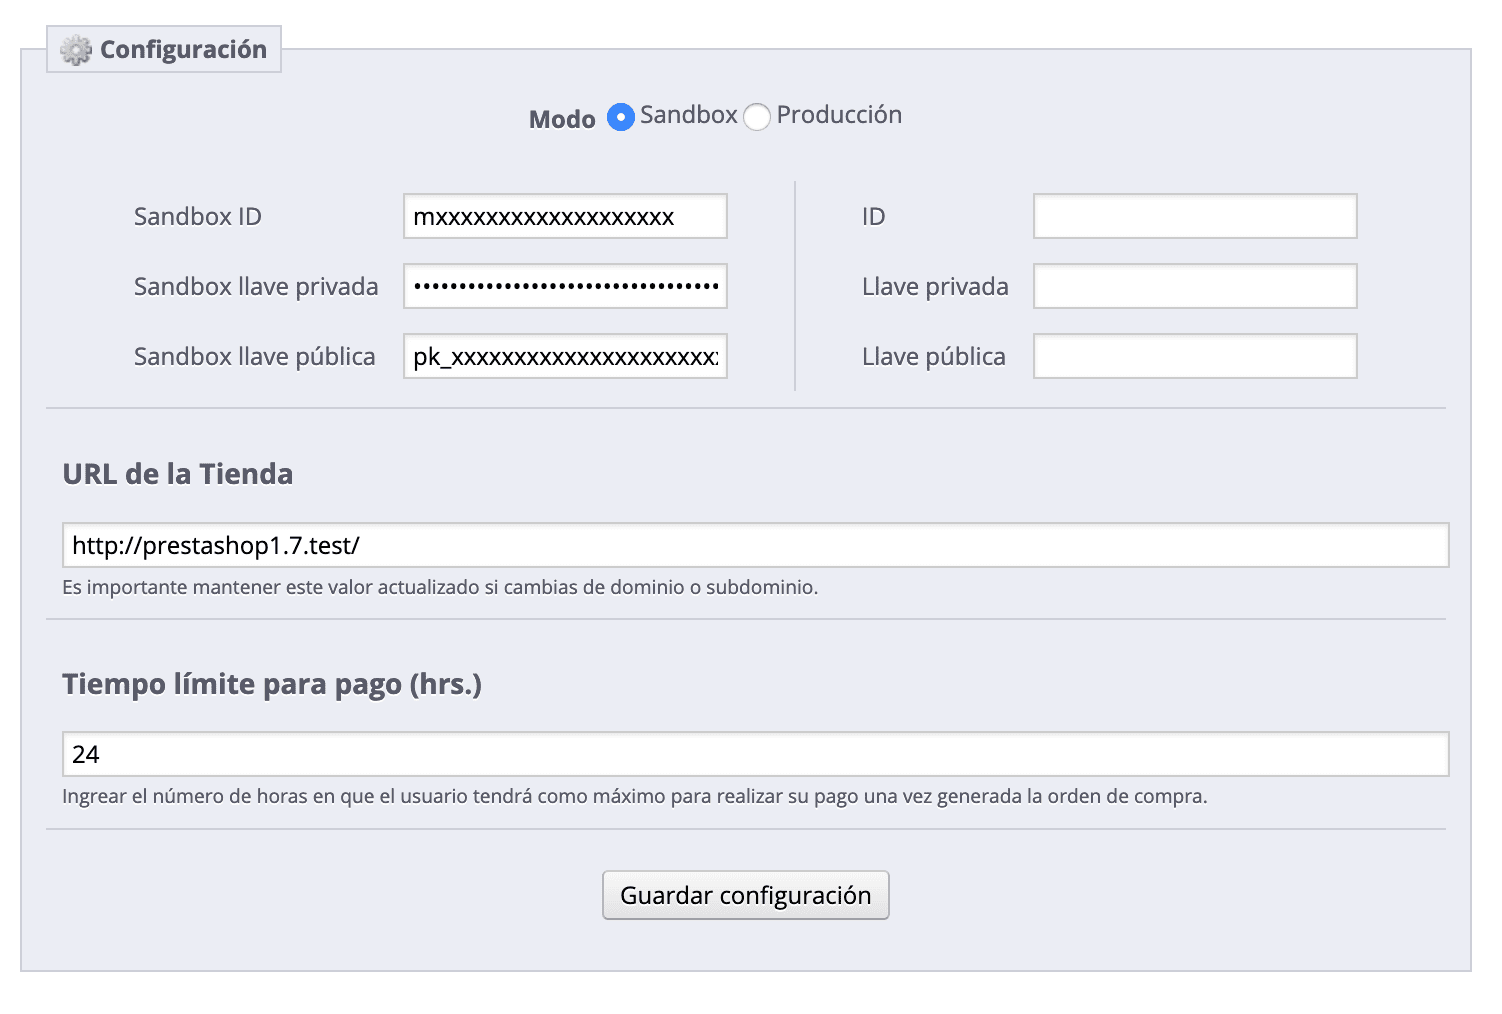 Configuración
Modo Sandbox Producción
Sandbox ID mxxxxxxxxxxxxxxxxxxx ID
Sandbox llave privada •••••••••••••••••••••••••••••••••• Llave privada
Sandbox llave pública pk_xxxxxxxxxxxxxxxxxxxxxx Llave pública
URL de la Tienda
http://prestashop1.7.test/
Es importante mantener este valor actualizado si cambias de dominio o subdominio.
Tiempo límite para pago (hrs.)
24
Ingrear el número de horas en que el usuario tendrá como máximo para realizar su pago una vez generada la orden de compra.
Guardar configuración